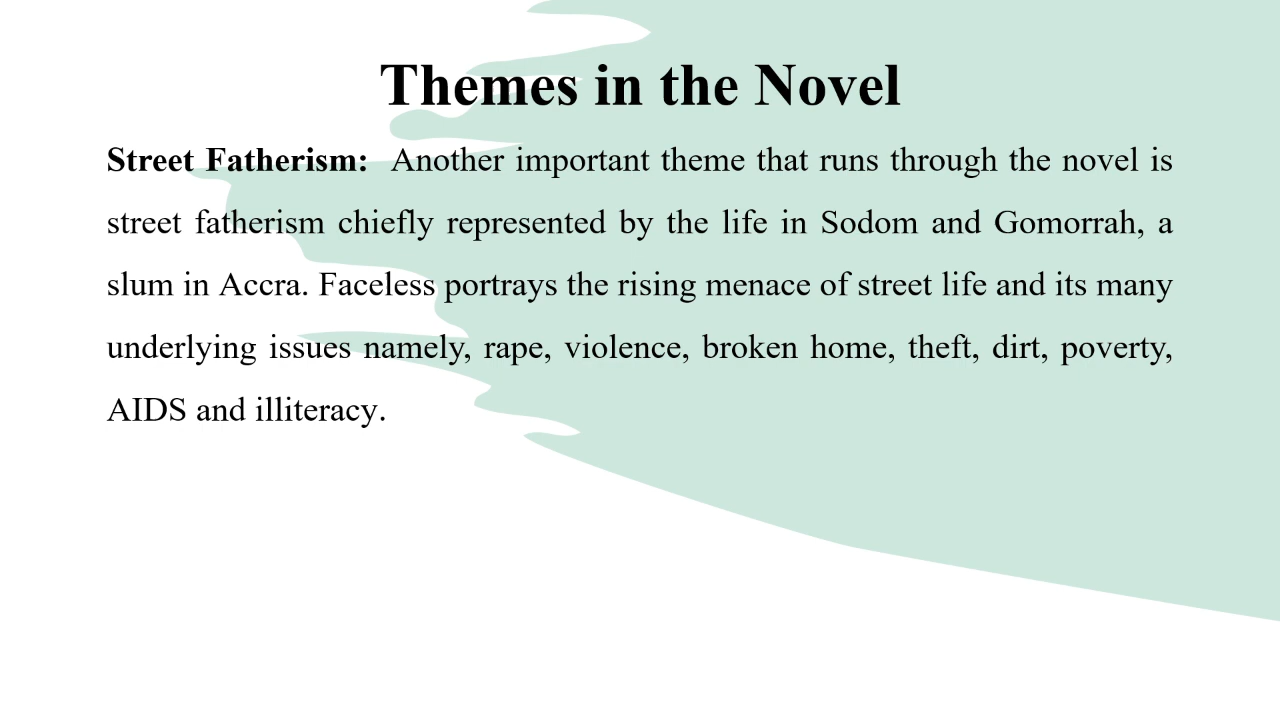 Themes in the Novel
Street Fatherism: Another important theme that runs through the novel is
street fatherism chiefly represented by the life in Sodom and Gomorrah, a
slum in Accra. Faceless portrays the rising menace of street life and its many
underlying issues namely, rape, violence, broken home, theft, dirt, poverty,
AIDS and illiteracy.